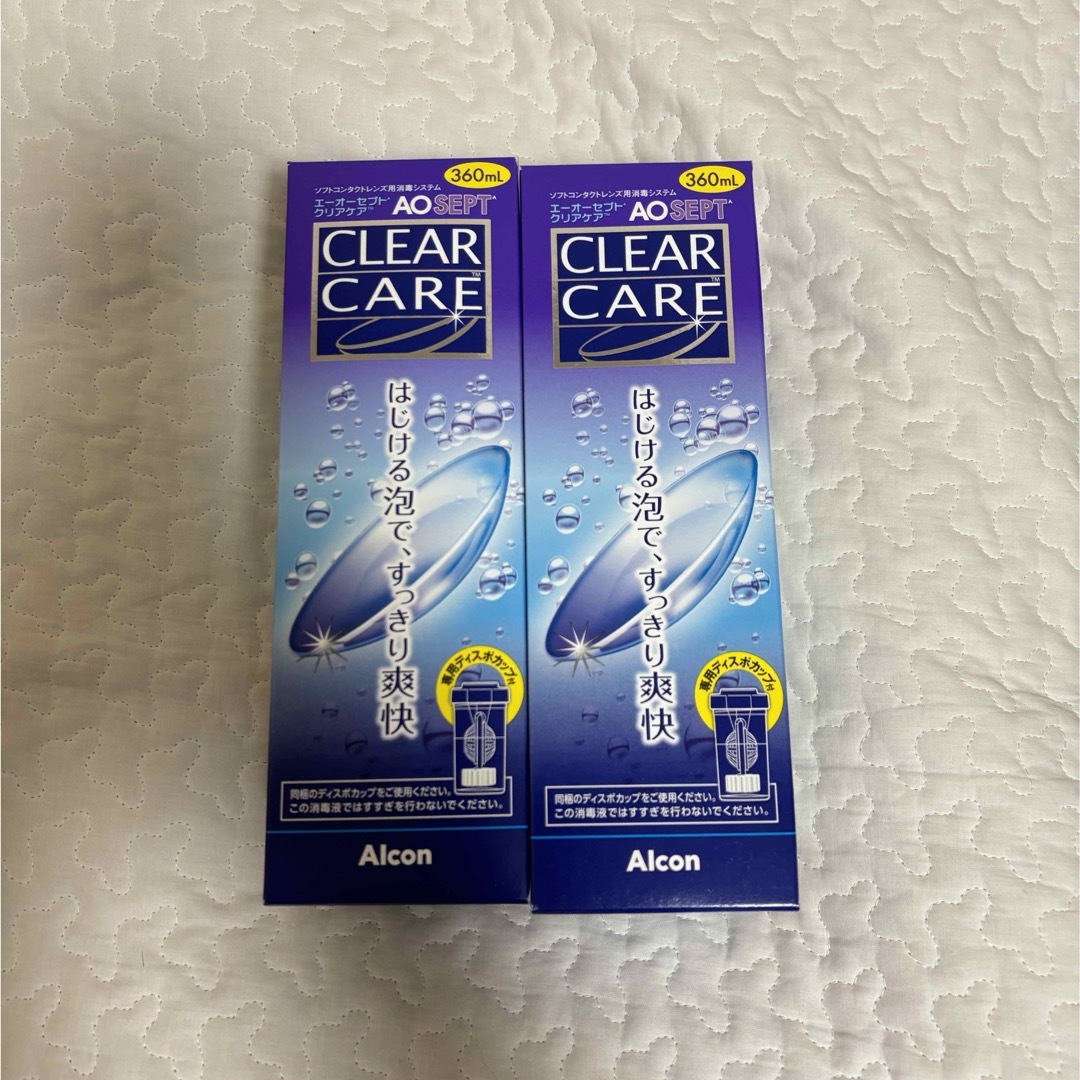 360mL
ソフトコンタクトレンズ用消毒システム
エーオーセプト
クリアケア™
AOSEPT
CLEAR
CARE™
はじける泡で、すっきり爽快
専用ディスポカップ付
同梱のディスポカップをご使用ください。
この消毒液ではすすぎを行わないでください。
Alcon
360mL
ソフトコンタクトレンズ用消毒システム
エーオーセプト
クリアケア™
AOSEPT
CLEAR
CARE™
はじける泡で、すっきり爽快
専用ディスポカップ付
同梱のディスポカップをご使用ください。
この消毒液ではすすぎを行わないでください。
Alcon